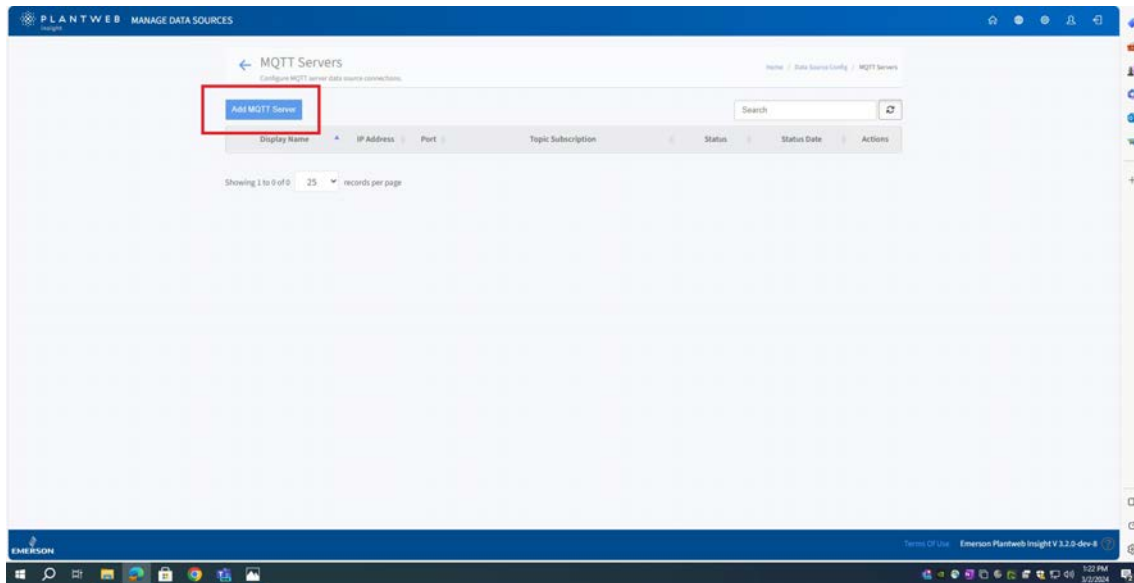 PLANTWEB MANAGE DATA SOURCES
Insight
MQTT Servers
Configure MQTT server data source connections.
Home / Data Source Config / MQTT Servers
Add MQTT Server
Search
Display Name IP Address Port Topic Subscription Status Status Date Actions
Showing 1 to 0 of 0 25 records per page
EMERSON
Terms Of Use Emerson Plantweb Insight V 3.2.0-dev-8
1:22 PM
3/2/2024